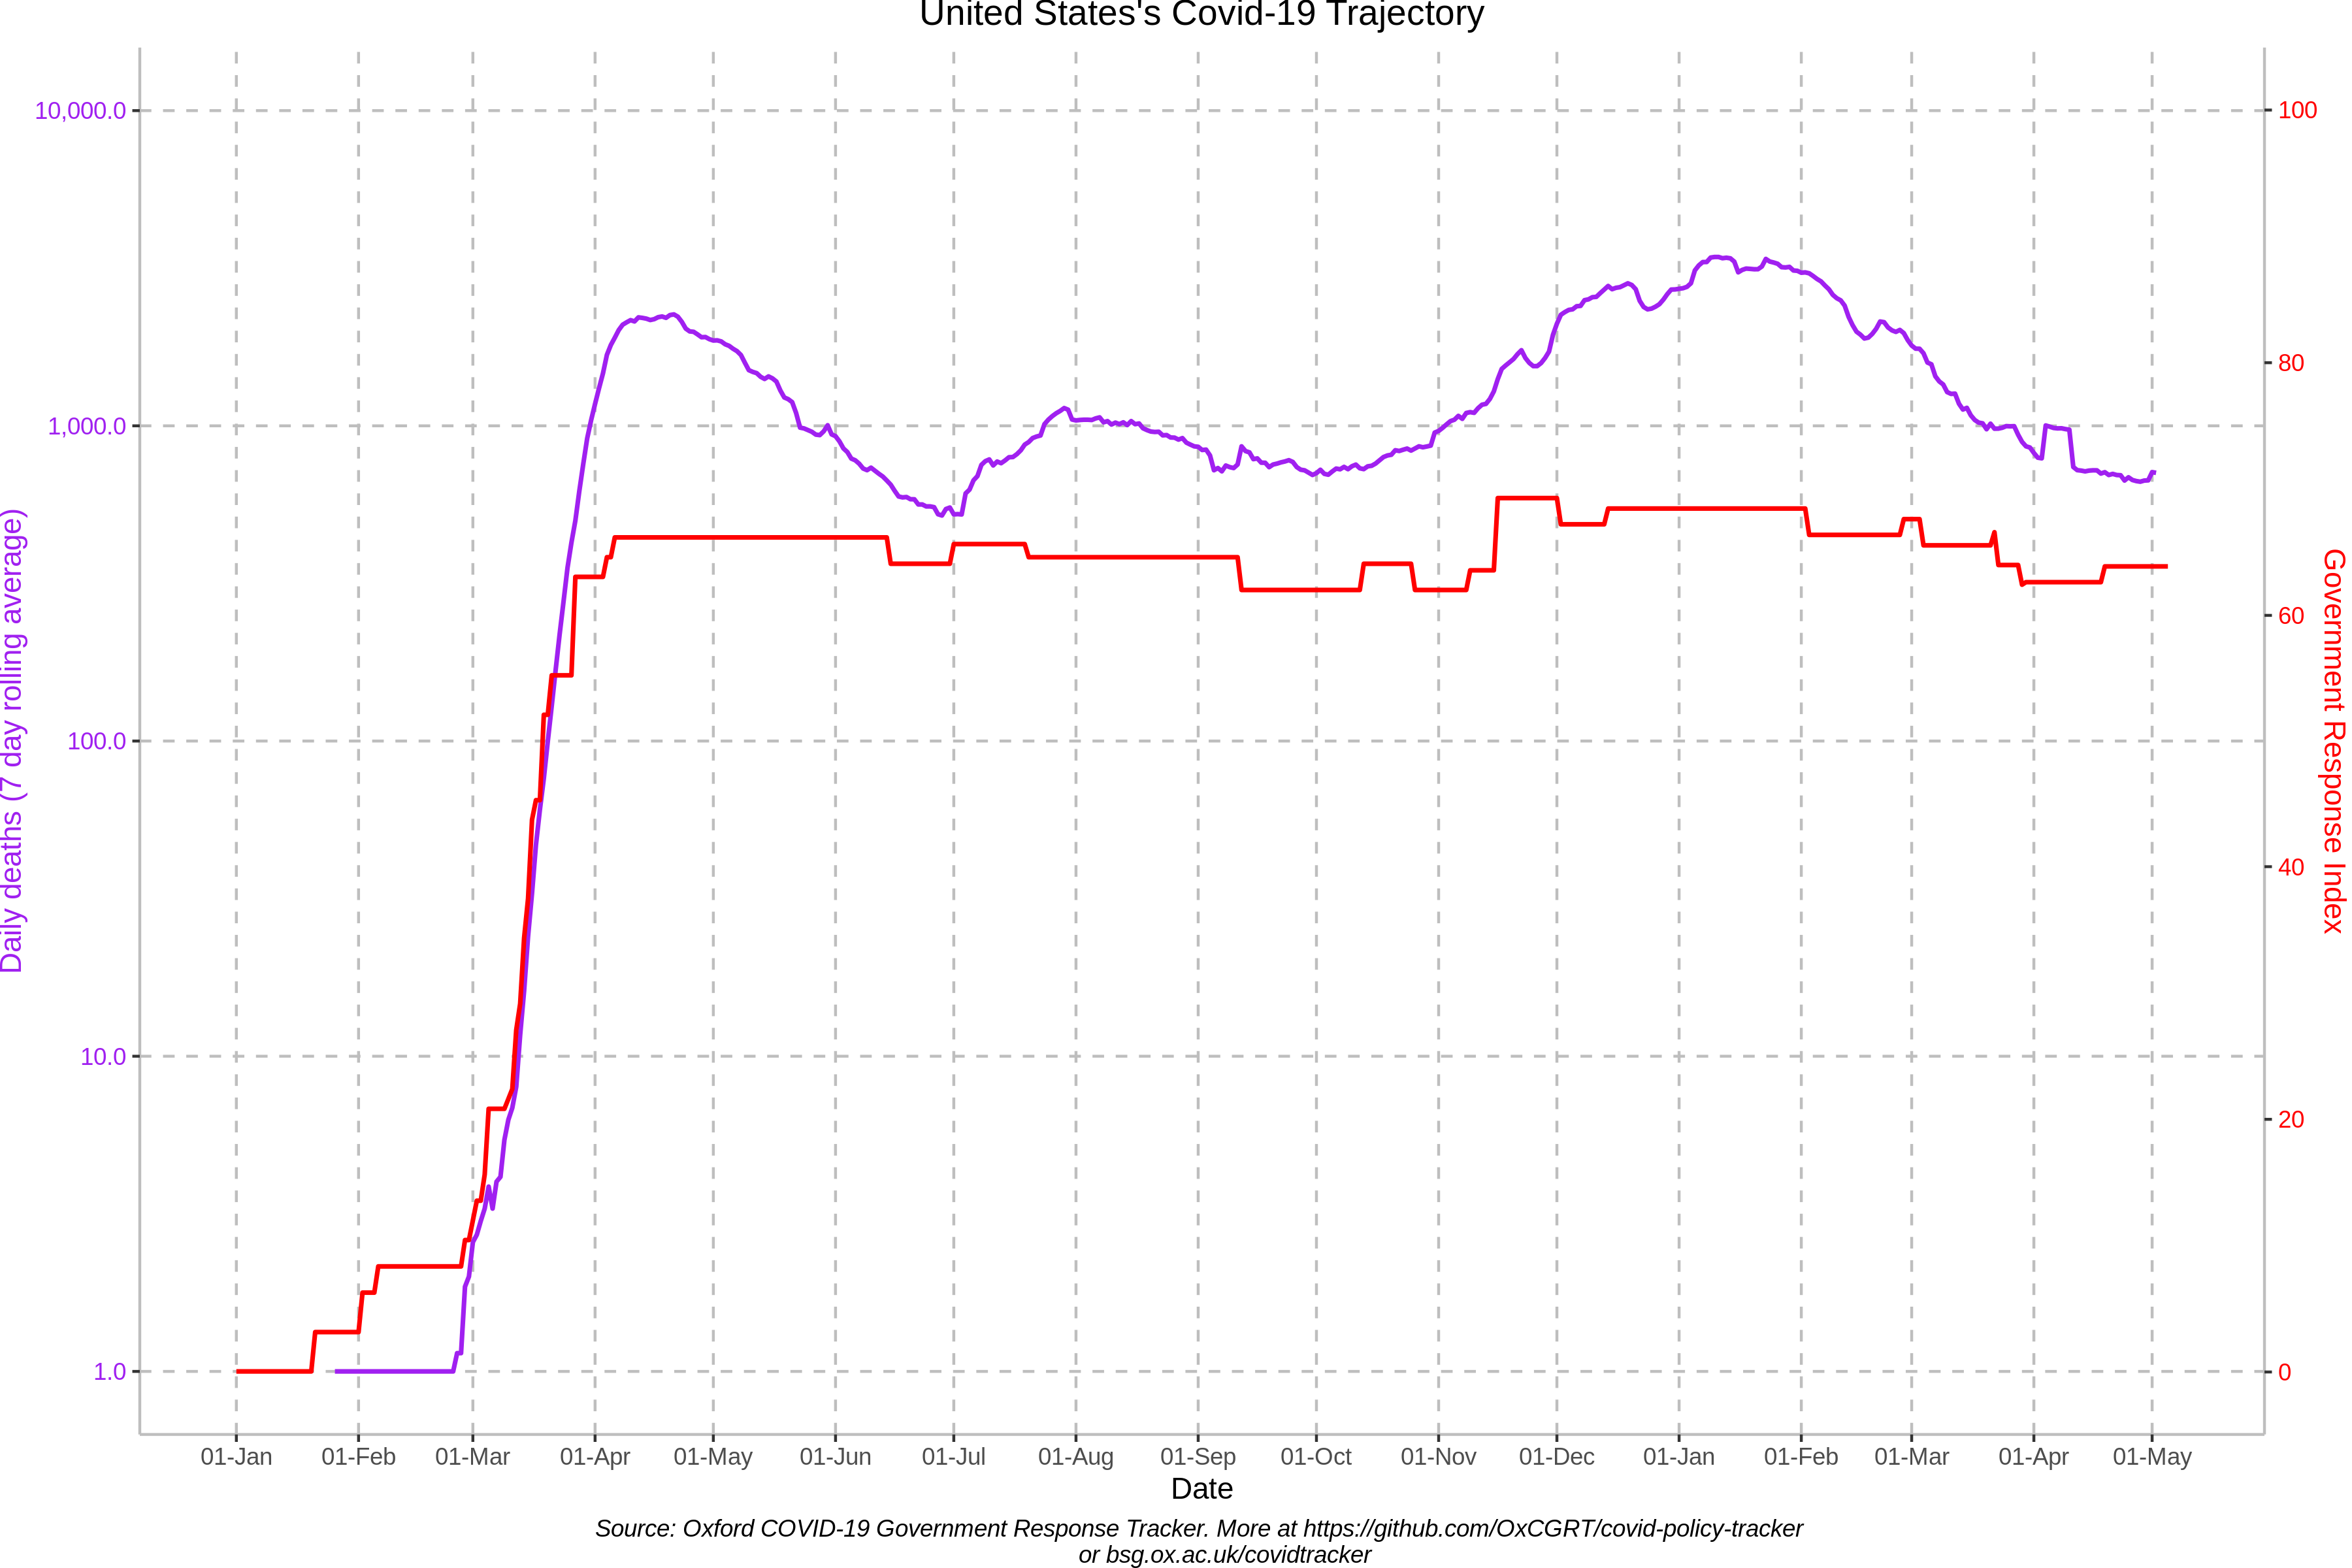 United States's Covid-19 Trajectory
10,000.0
1,000.0
100.0
10.0
1.0
Daily deaths (7 day rolling average)
100
80
60
40
20
0
Government Response Index
01-Jan 01-Feb 01-Mar 01-Apr 01-May 01-Jun 01-Jul 01-Aug 01-Sep 01-Oct 01-Nov 01-Dec 01-Jan 01-Feb 01-Mar 01-Apr 01-May
Date
Source: Oxford COVID-19 Government Response Tracker. More at https://github.com/OxCGRT/covid-policy-tracker
or bsg.ox.ac.uk/covidtracker